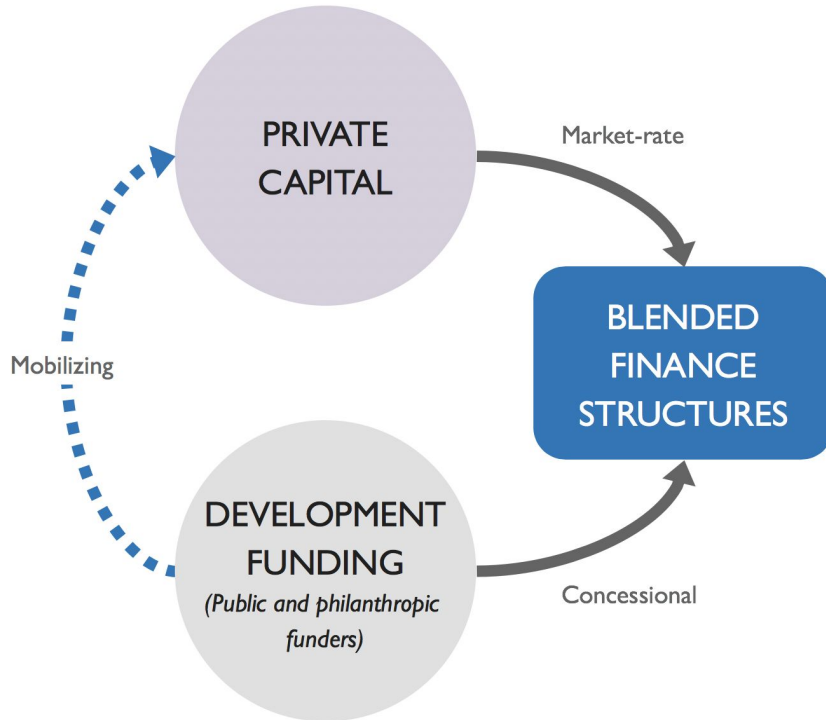 PRIVATE
CAPITAL
Market-rate
BLENDED
FINANCE
STRUCTURES
Mobilizing
DEVELOPMENT
FUNDING
(Public and philanthropic
funders)
Concessional